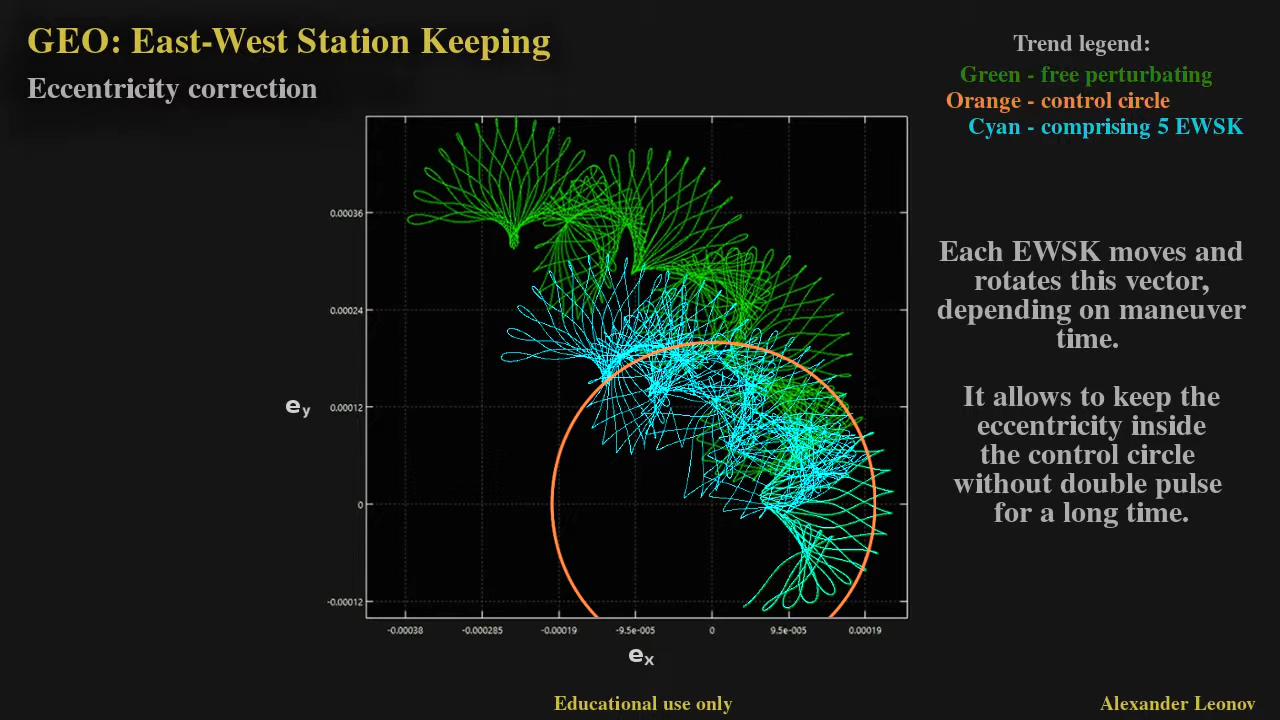 GEO: East-West Station Keeping
Eccentricity correction
Trend legend:
Green - free perturbating
Orange - control circle
Cyan - comprising 5 EWSK
0.00036
0.00024
0.00012
0
-0.00012
-0.00038
-0.000285
-0.00019
-9.5e-005
0
9.5e-005
0.00019
ey
ex
Each EWSK moves and
rotates this vector,
depending on maneuver
time.
It allows to keep the
eccentricity inside
the control circle
without double pulse
for a long time.
Educational use only
Alexander Leonov